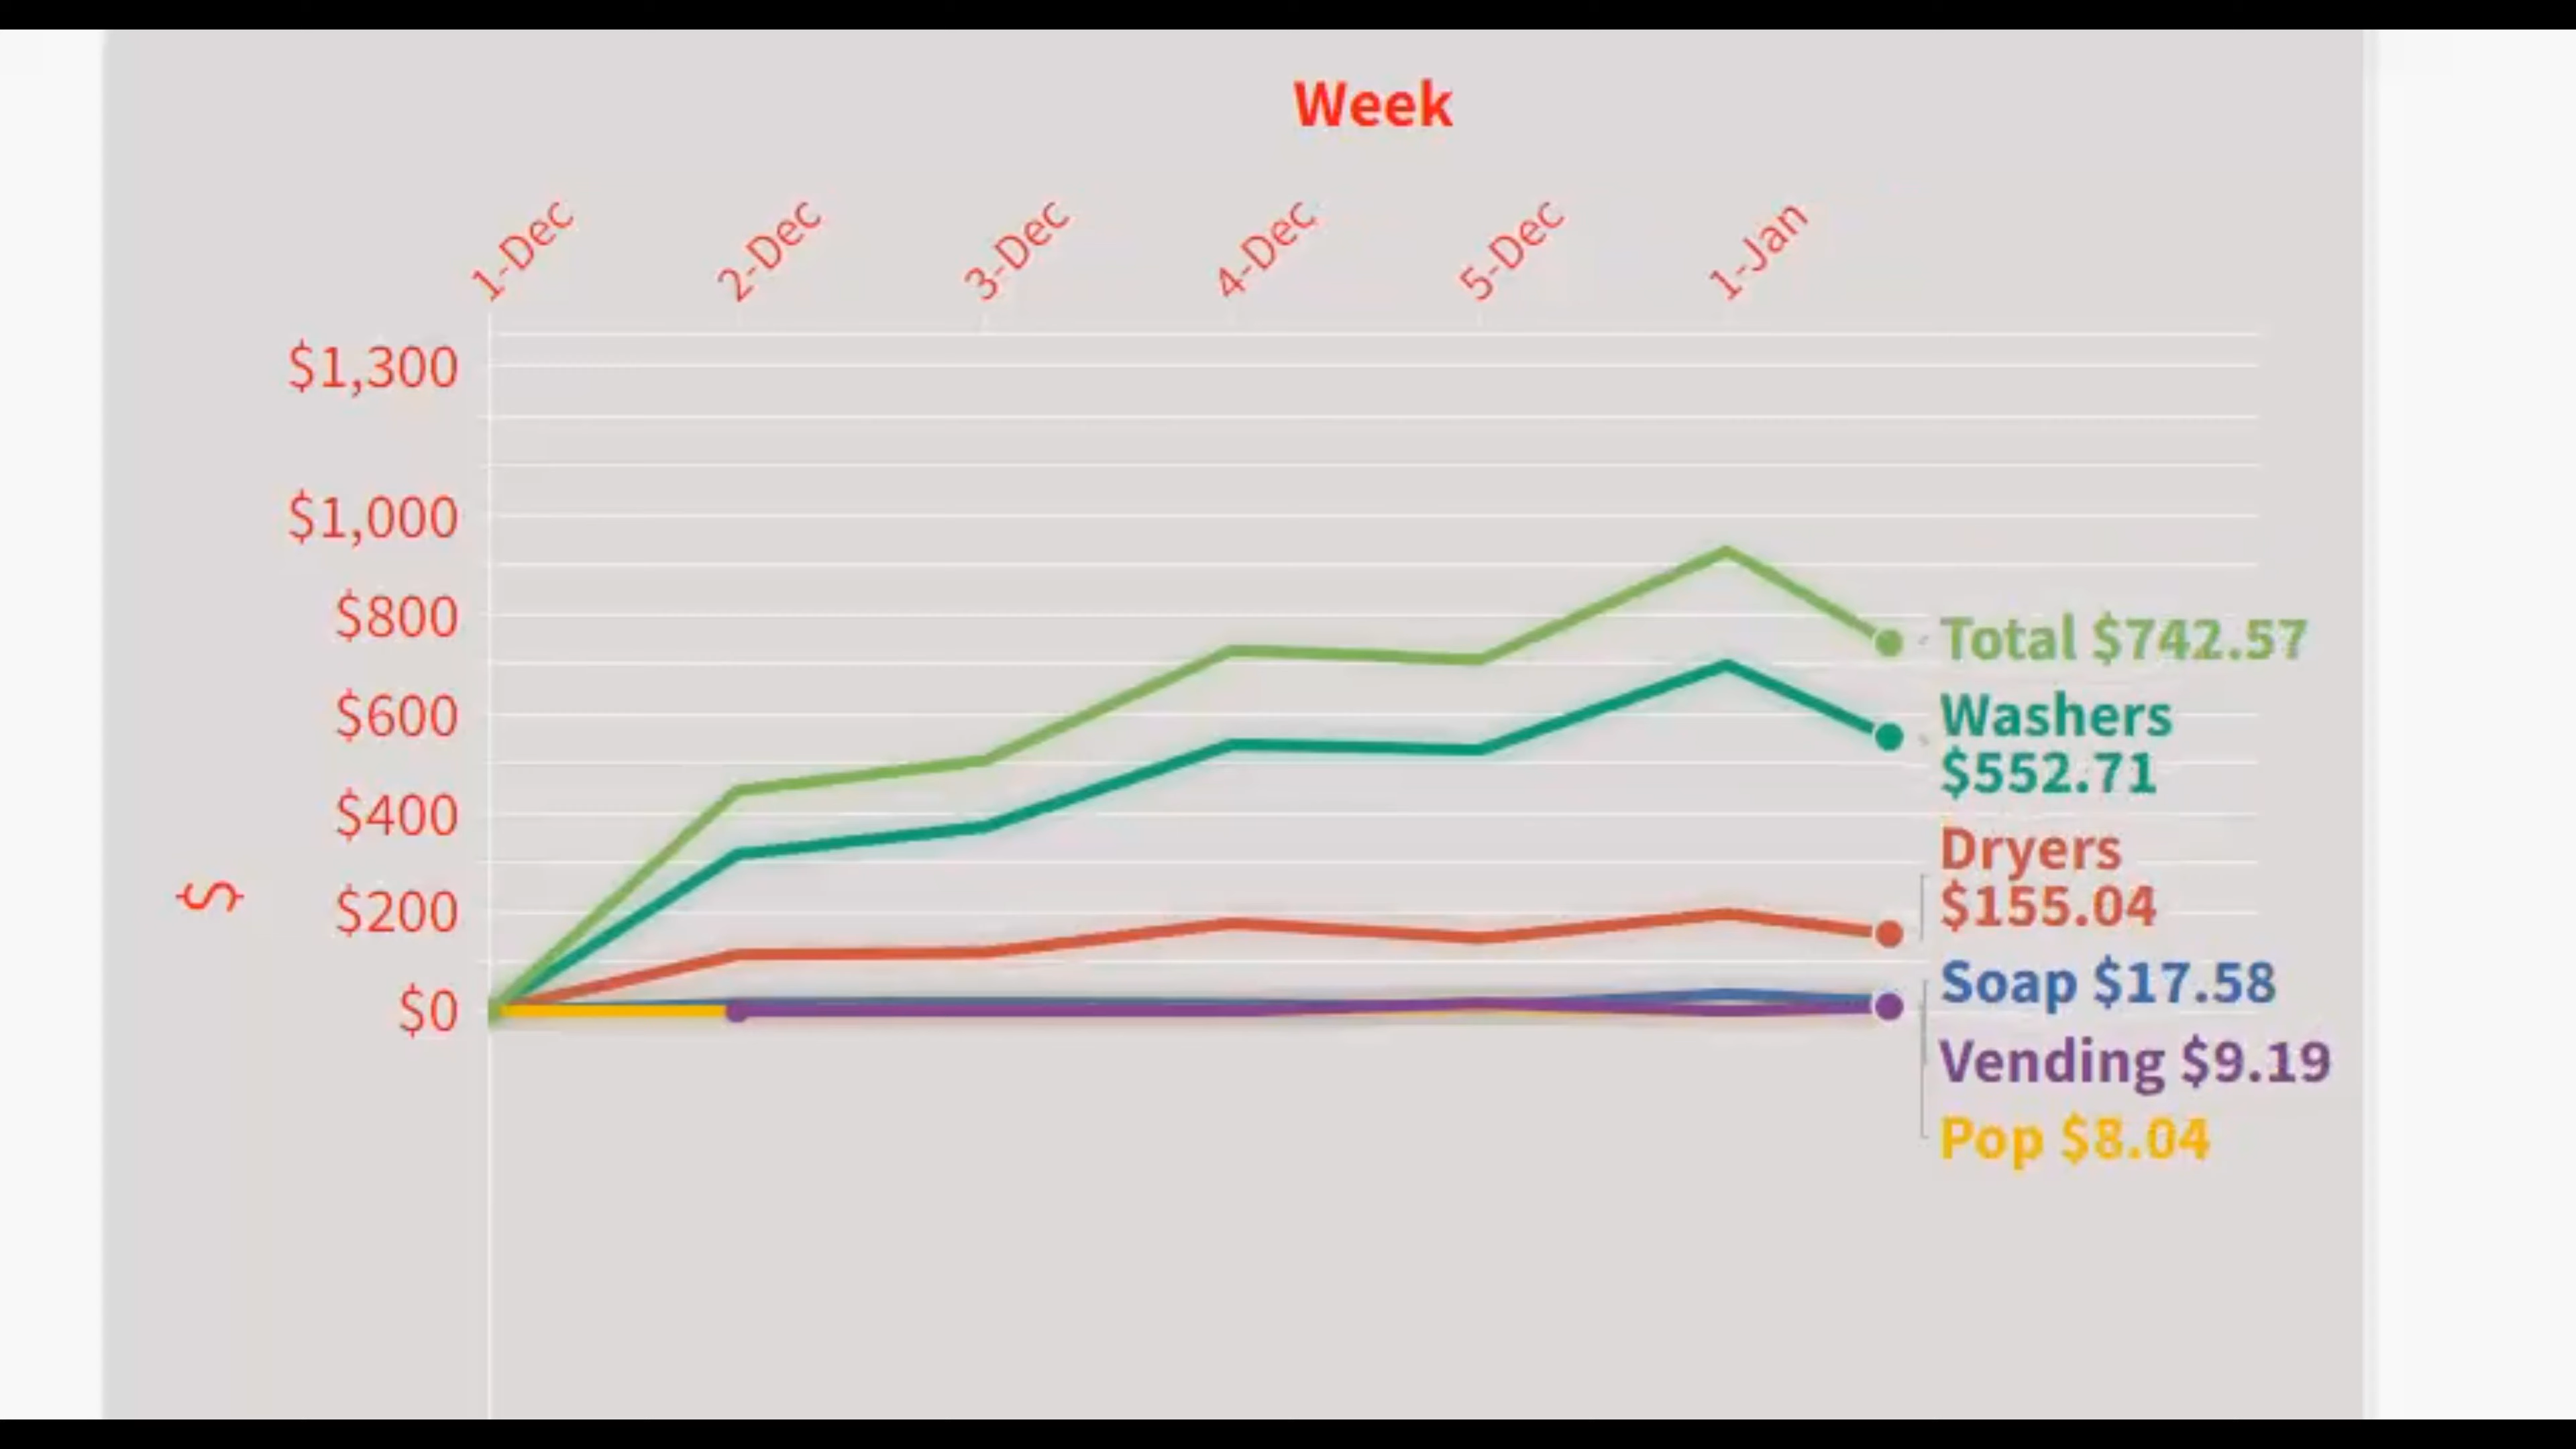 Week
1-Dec
2-Dec
3-Dec
4-Dec
5-Dec
1-Jan
$1,300
$1,000
$800
$600
$400
$200
$0
$
Total $742.57
Washers
$552.71
Dryers
$155.04
Soap $17.58
Vending $9.19
Pop $8.04